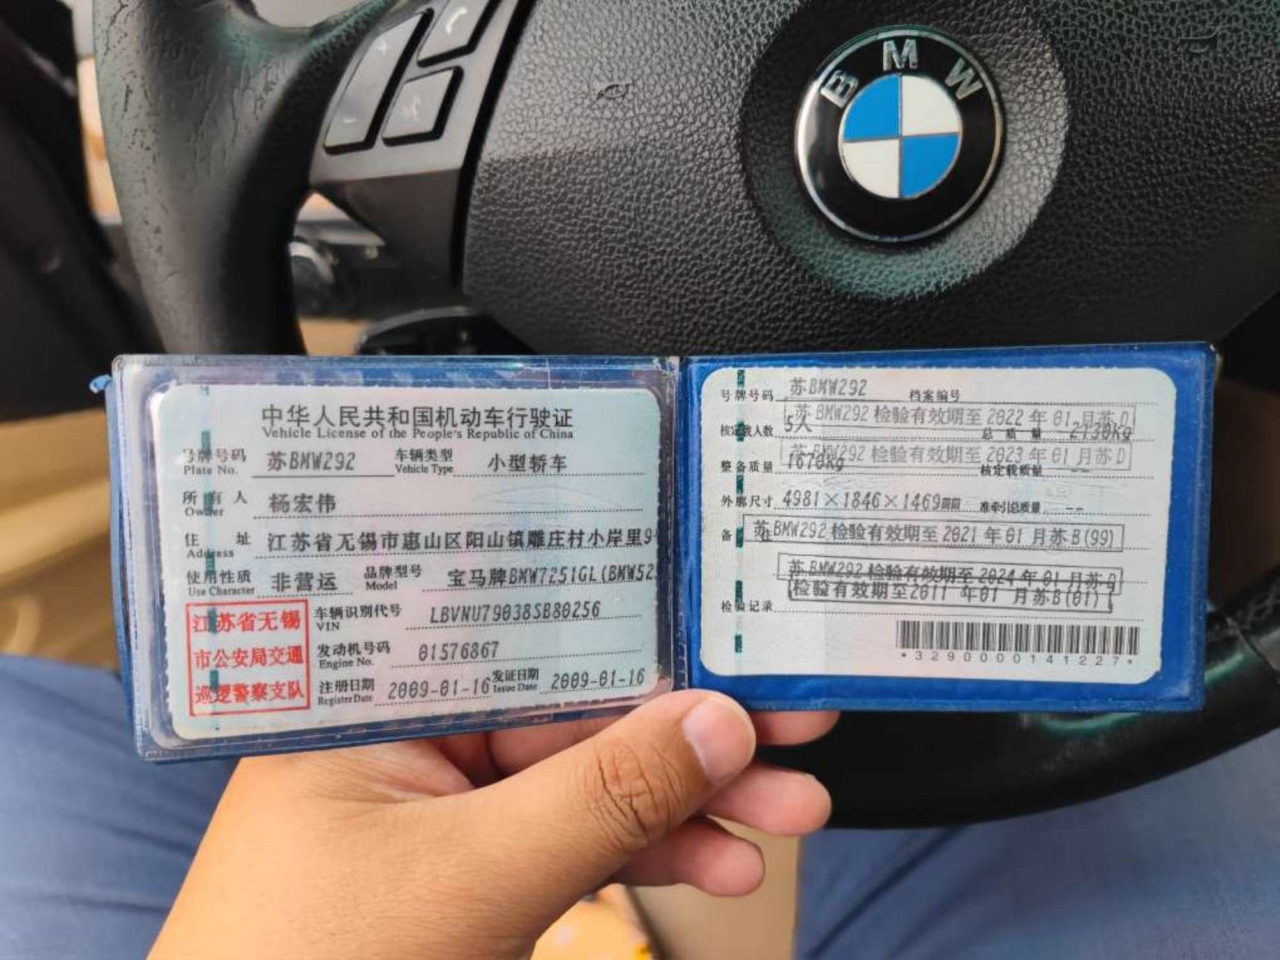 BMW
中华人民共和国机动车行驶证
Vehicle License of the People's Republic of China
号牌号码 苏BMW292 车辆类型 小型轿车
Plate No. Vehicle Type
所有人 杨宏伟
Owner
住址 江苏省无锡市惠山区阳山镇雕庄村小岸里9
Address
使用性质 非营运 品牌型号 宝马牌BMW7251GL(BMW52
Use Character Model
江苏省无锡
市公安局交通
巡逻警察支队
车辆识别代号 LBVNU79038SB80256
VIN
发动机号码 01576867
Engine No.
注册日期 2009-01-16 发证日期 2009-01-16
Register Date Issue Date
号牌号码 苏BMW292 档案编号
苏BMW292 检验有效期至2022年01月苏D
核定载人数 5人 总质量 2130kg
苏BMW292 检验有效期至2023年01月苏D
整备质量 1670kg 核定载质量 --
外廓尺寸 4981×1846×1469mm 准牵引总质量 --
备 苏BMW292 检验有效期至2021年01月苏B(99)
苏BMW292 检验有效期至2024年01月苏D
检验有效期至2011年01月苏B(01)
检验记录
*3290000141227*